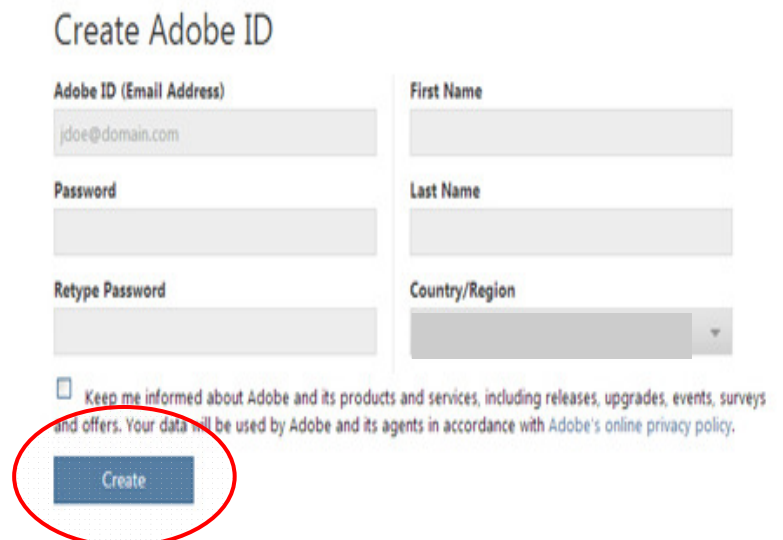 Create Adobe ID
Adobe ID (Email Address)
First Name
jdoe@domain.com
Password
Last Name
Retype Password
Country/Region
Keep me informed about Adobe and its products and services, including releases, upgrades, events, surveys
and offers. Your data will be used by Adobe and its agents in accordance with Adobe's online privacy policy.
Create